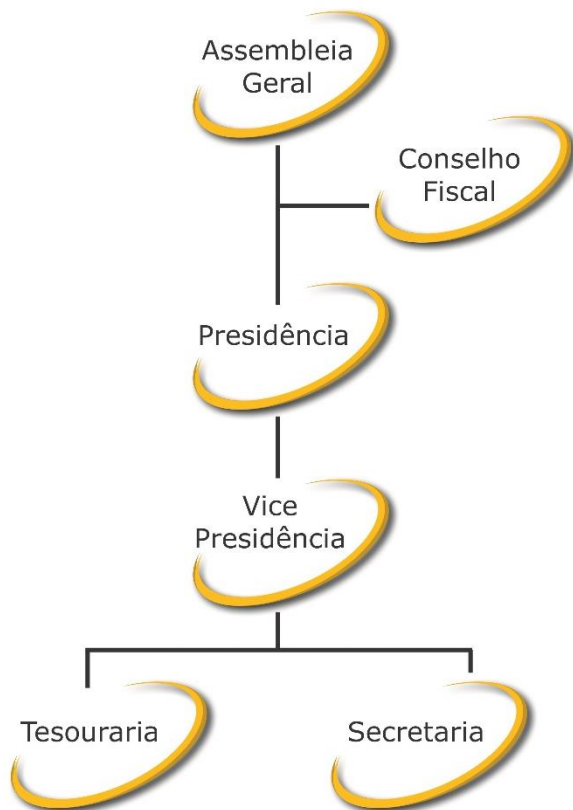 Assembleia
Geral
Conselho
Fiscal
Presidência
Vice
Presidência
Tesouraria
Secretaria